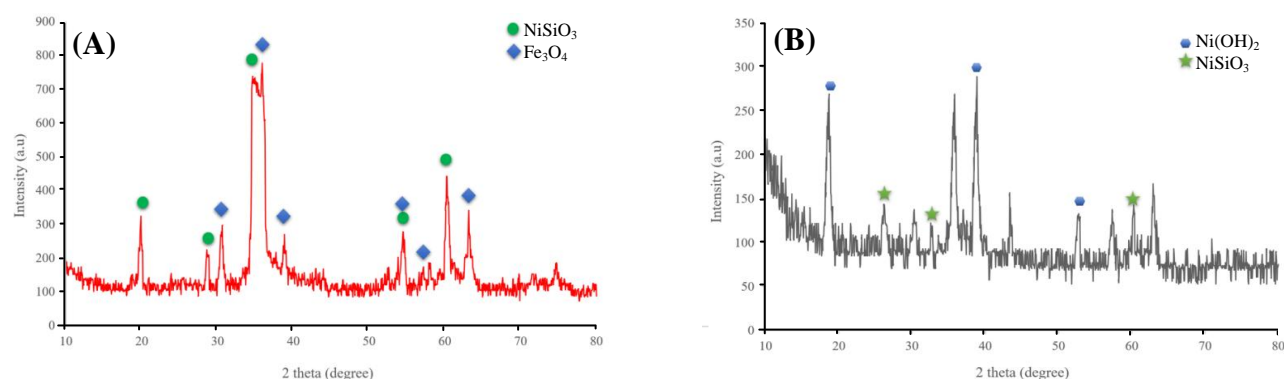 (A)
NiSiO₃
Fe₃O₄
Intensity (a.u)
900
800
700
600
500
400
300
200
100
0
10 20 30 40 50 60 70 80
2 theta (degree)
(B)
Ni(OH)₂
NiSiO₃
Intensity (a.u)
350
300
250
200
150
100
50
0
10 20 30 40 50 60 70 80
2 theta (degree)